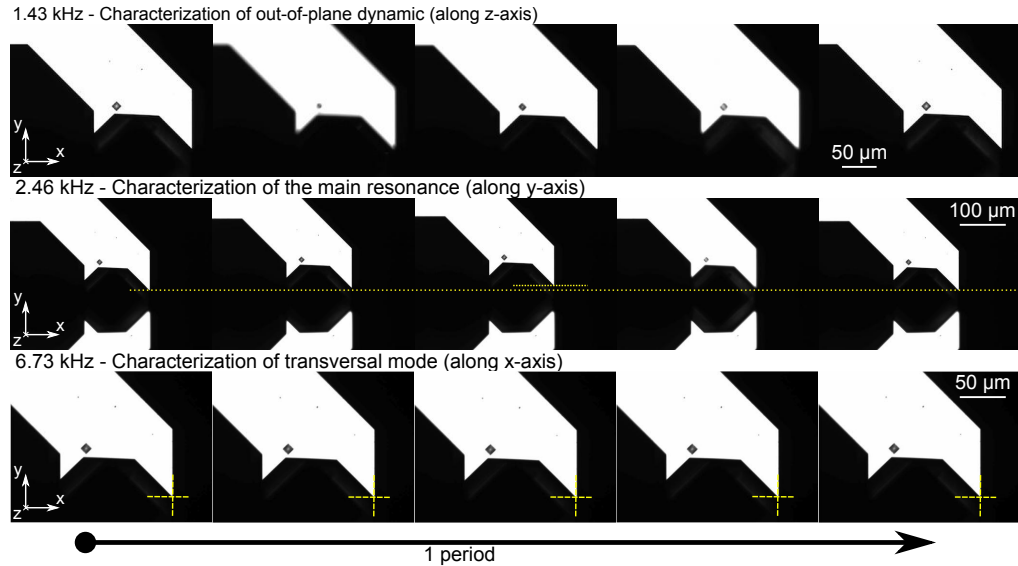 1.43 kHz - Characterization of out-of-plane dynamic (along z-axis)
y
x
z
50 µm
2.46 kHz - Characterization of the main resonance (along y-axis)
100 µm
y
x
z
6.73 kHz - Characterization of transversal mode (along x-axis)
50 µm
y
x
z
1 period